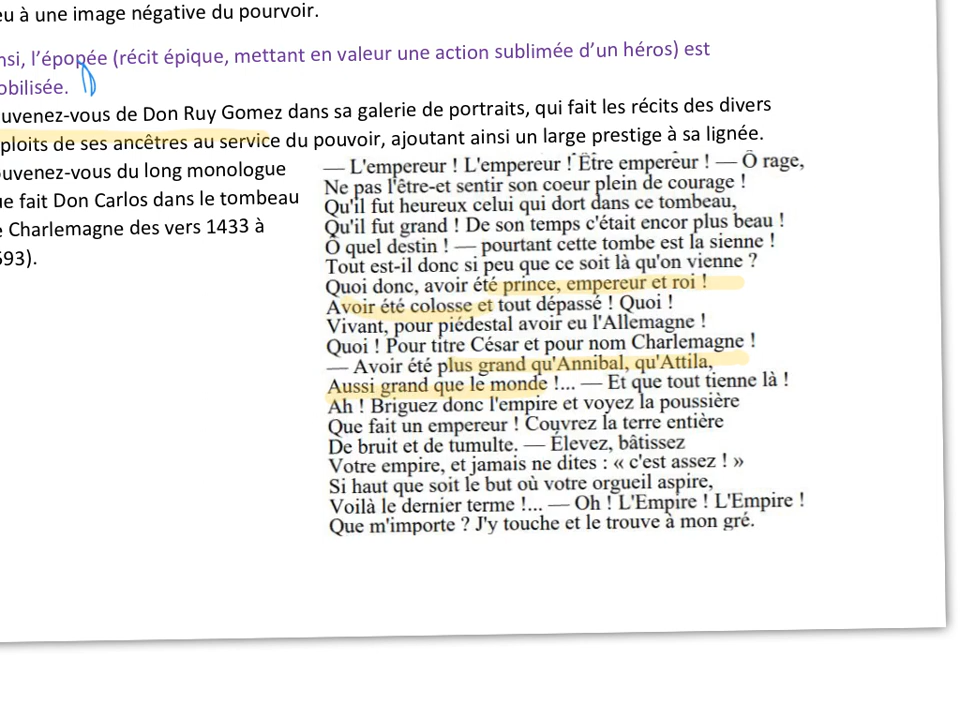 eu à une image négative du pourvoir.
nsi, l'épopée (récit épique, mettant en valeur une action sublimée d'un héros) est
obilisée.
uvenez-vous de Don Ruy Gomez dans sa galerie de portraits, qui fait les récits des divers
ploits de ses ancêtres au service du pouvoir, ajoutant ainsi un large prestige à sa lignée.
ouvenez-vous du long monologue
ue fait Don Carlos dans le tombeau
e Charlemagne des vers 1433 à
593).
— L'empereur ! L'empereur ! Être empereur ! — Ô rage,
Ne pas l'être-et sentir son coeur plein de courage !
Qu'il fut heureux celui qui dort dans ce tombeau,
Qu'il fut grand ! De son temps c'était encor plus beau !
Ô quel destin ! — pourtant cette tombe est la sienne !
Tout est-il donc si peu que ce soit là qu'on vienne ?
Quoi donc, avoir été prince, empereur et roi !
Avoir été colosse et tout dépassé ! Quoi !
Vivant, pour piédestal avoir eu l'Allemagne !
Quoi ! Pour titre César et pour nom Charlemagne !
— Avoir été plus grand qu'Annibal, qu'Attila,
Aussi grand que le monde !... — Et que tout tienne là !
Ah ! Briguez donc l'empire et voyez la poussière
Que fait un empereur ! Couvrez la terre entière
De bruit et de tumulte. — Élevez, bâtissez
Votre empire, et jamais ne dites : « c'est assez ! »
Si haut que soit le but où votre orgueil aspire,
Voilà le dernier terme !... — Oh ! L'Empire ! L'Empire !
Que m'importe ? J'y touche et le trouve à mon gré.